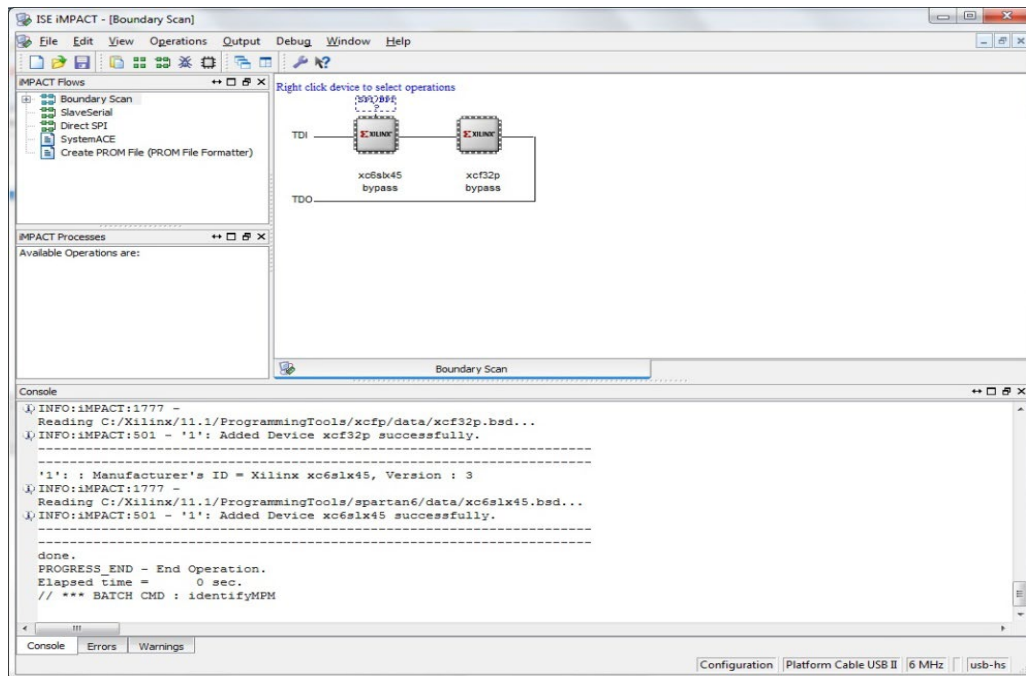 ISE iMPACT - [Boundary Scan]
File Edit View Operations Output Debug Window Help
iMPACT Flows
Boundary Scan
SlaveSerial
Direct SPI
SystemACE
Create PROM File (PROM File Formatter)
iMPACT Processes
Available Operations are:
Right click device to select operations
SPI/BPI
?
TDI
XILINX XILINX
xc6slx45 xcf32p
bypass bypass
TDO
Boundary Scan
Console
INFO:iMPACT:1777 -
Reading C:/Xilinx/11.1/ProgrammingTools/xcfp/data/xcf32p.bsd...
INFO:iMPACT:501 - '1': Added Device xcf32p successfully.
----------------------------------------------------------------------
----------------------------------------------------------------------
'1': : Manufacturer's ID = Xilinx xc6slx45, Version : 3
INFO:iMPACT:1777 -
Reading C:/Xilinx/11.1/ProgrammingTools/spartan6/data/xc6slx45.bsd...
INFO:iMPACT:501 - '1': Added Device xc6slx45 successfully.
----------------------------------------------------------------------
----------------------------------------------------------------------
done.
PROGRESS_END - End Operation.
Elapsed time =      0 sec.
// *** BATCH CMD : identifyMPM
Console Errors Warnings
Configuration Platform Cable USB II 6 MHz usb-hs